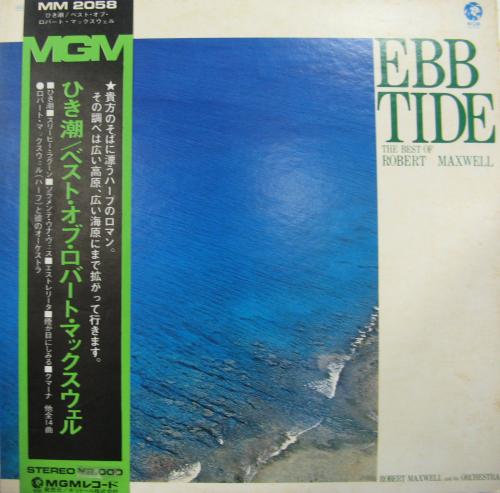 MM 2058
ひき潮/ベスト・オブ・
ロバート・マックスウェル
MGM
★貴方のそばに漂うハープのロマン。
その調べは広い高原、広い海原にまで拡がって行きます。
ひき潮/ベスト・オブ・ロバート・マックスウェル
■ひき潮■スリーピー・ラグーン■ソラメンテ・ウナ・ヴェス■エストレリータ■煙が目にしみる■クマーナ 他全14曲
●ロバート・マックスウェル(ハープ)と彼のオーケストラ
STEREO ¥2,000
MGMレコード
MGM
EBB
TIDE
THE BEST OF
ROBERT MAXWELL
ROBERT MAXWELL and his ORCHESTRA